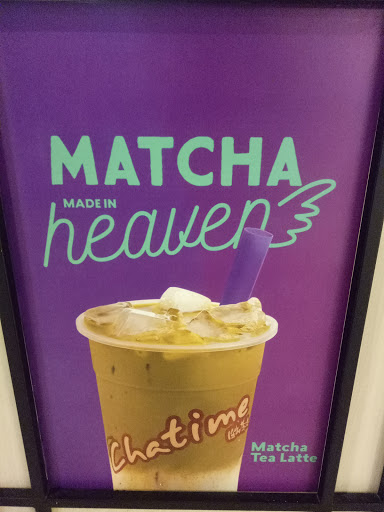 MATCHA
MADE IN
heaven
Chatime
Matcha
Tea Latte